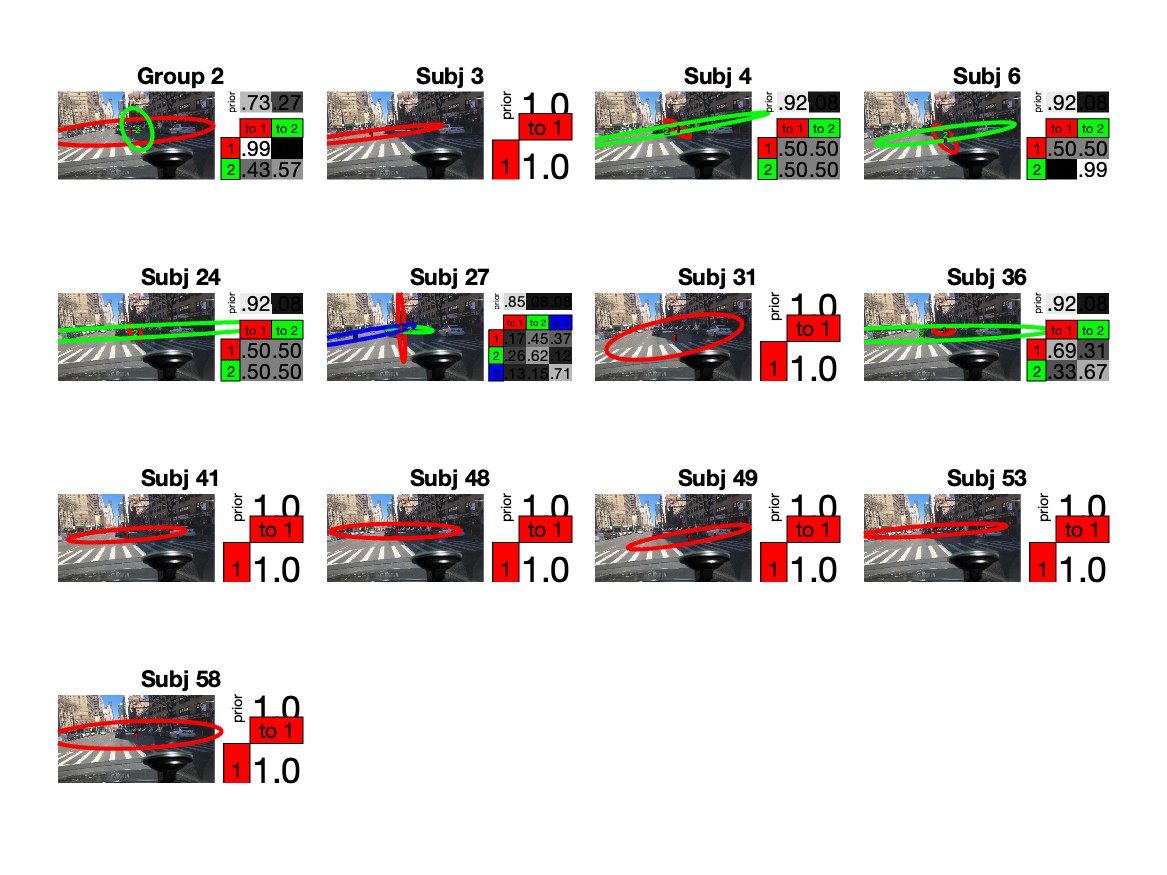 Group 2
prior .73 .27
to 1 to 2
1 .99
2 .43 .57
Subj 3
prior 1.0
to 1
1 1.0
Subj 4
prior .92 .08
to 1 to 2
1 .50 .50
2 .50 .50
Subj 6
prior .92 .08
to 1 to 2
1 .50 .50
2 .99
Subj 24
prior .92 .08
to 1 to 2
1 .50 .50
2 .50 .50
Subj 27
prior .85 .08 .08
to 1 to 2
1 .17 .45 .37
2 .26 .62 .12
.13 .15 .71
Subj 31
prior 1.0
to 1
1 1.0
Subj 36
prior .92 .08
to 1 to 2
1 .69 .31
2 .33 .67
Subj 41
prior 1.0
to 1
1 1.0
Subj 48
prior 1.0
to 1
1 1.0
Subj 49
prior 1.0
to 1
1 1.0
Subj 53
prior 1.0
to 1
1 1.0
Subj 58
prior 1.0
to 1
1 1.0